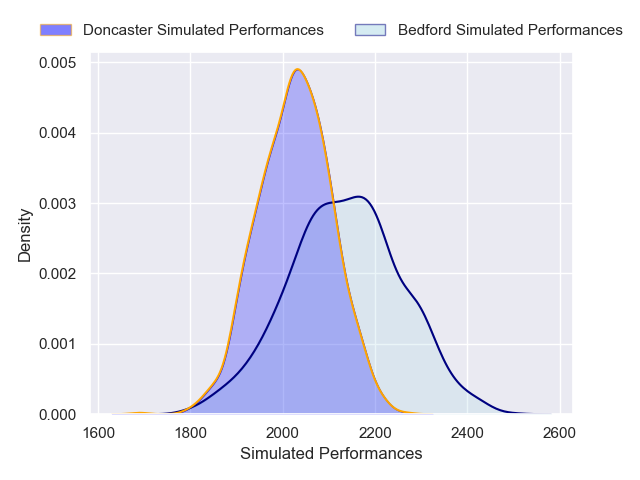 Doncaster Simulated Performances
Bedford Simulated Performances
0.005
0.004
0.003
0.002
0.001
0.000
Density
1600 1800 2000 2200 2400 2600
Simulated Performances